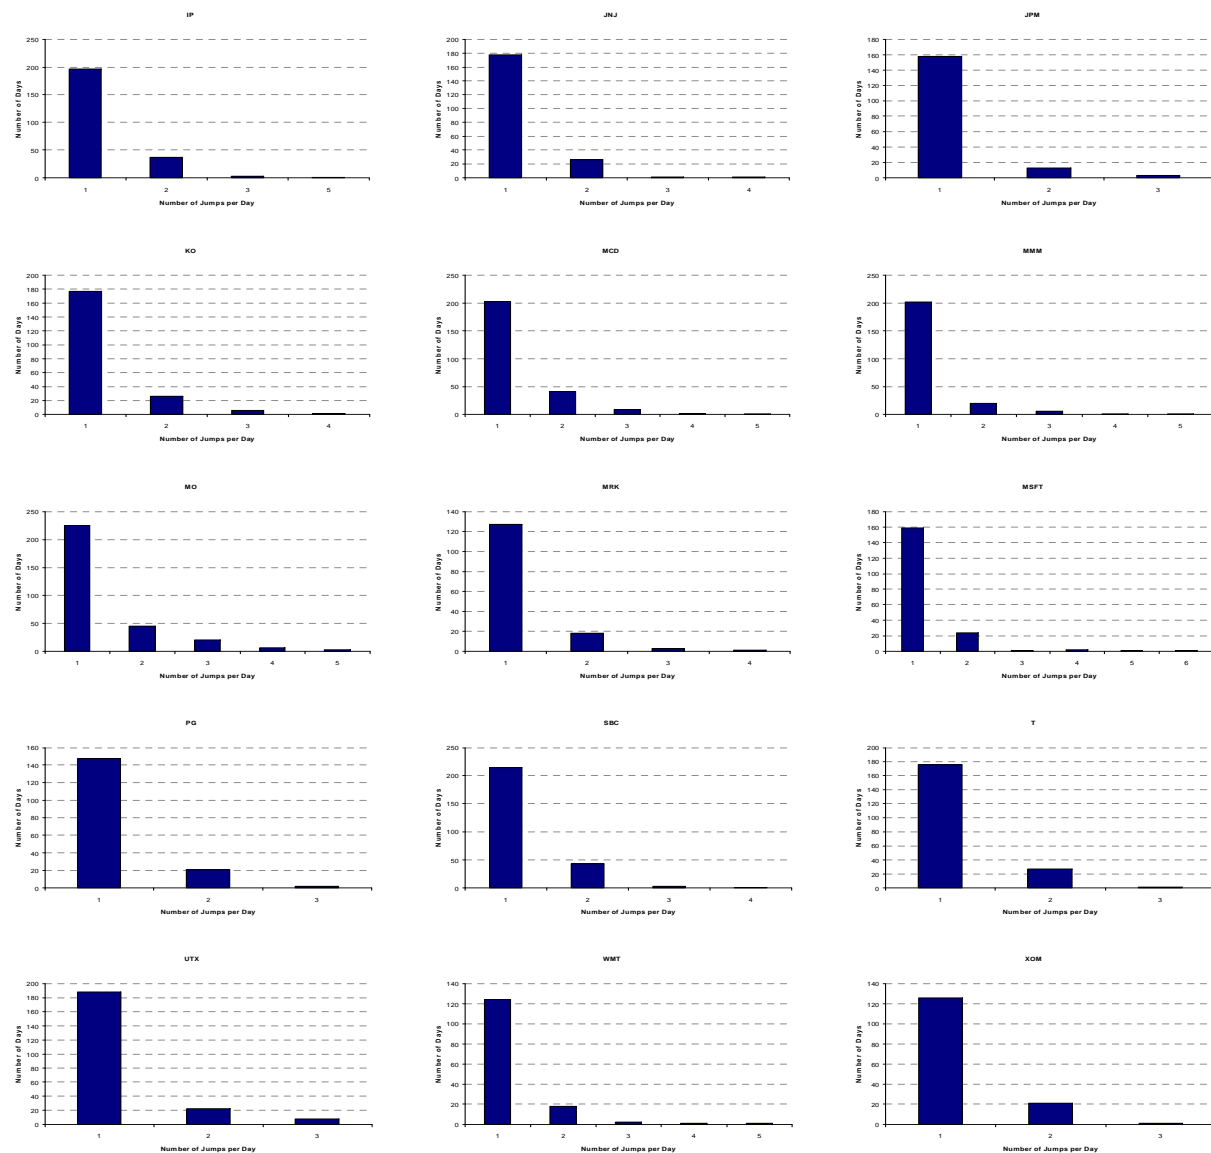 IP
250
200
150
100
50
0
Number of Days
1 2 3 5
Number of Jumps per Day
JNJ
200
180
160
140
120
100
80
60
40
20
0
Number of Days
1 2 3 4
Number of Jumps per Day
JPM
180
160
140
120
100
80
60
40
20
0
Number of Days
1 2 3
Number of Jumps per Day
KO
200
180
160
140
120
100
80
60
40
20
0
Number of Days
1 2 3 4
Number of Jumps per Day
MCD
250
200
150
100
50
0
Number of Days
1 2 3 4 5
Number of Jumps per Day
MMM
250
200
150
100
50
0
Number of Days
1 2 3 4 5
Number of Jumps per Day
MO
250
200
150
100
50
0
Number of Days
1 2 3 4 5
Number of Jumps per Day
MRK
140
120
100
80
60
40
20
0
Number of Days
1 2 3 4
Number of Jumps per Day
MSFT
180
160
140
120
100
80
60
40
20
0
Number of Days
1 2 3 4 5 6
Number of Jumps per Day
PG
160
140
120
100
80
60
40
20
0
Number of Days
1 2 3
Number of Jumps per Day
SBC
250
200
150
100
50
0
Number of Days
1 2 3 4
Number of Jumps per Day
T
200
180
160
140
120
100
80
60
40
20
0
Number of Days
1 2 3
Number of Jumps per Day
UTX
200
180
160
140
120
100
80
60
40
20
0
Number of Days
1 2 3
Number of Jumps per Day
WMT
140
120
100
80
60
40
20
0
Number of Days
1 2 3 4 5
Number of Jumps per Day
XOM
140
120
100
80
60
40
20
0
Number of Days
1 2 3
Number of Jumps per Day